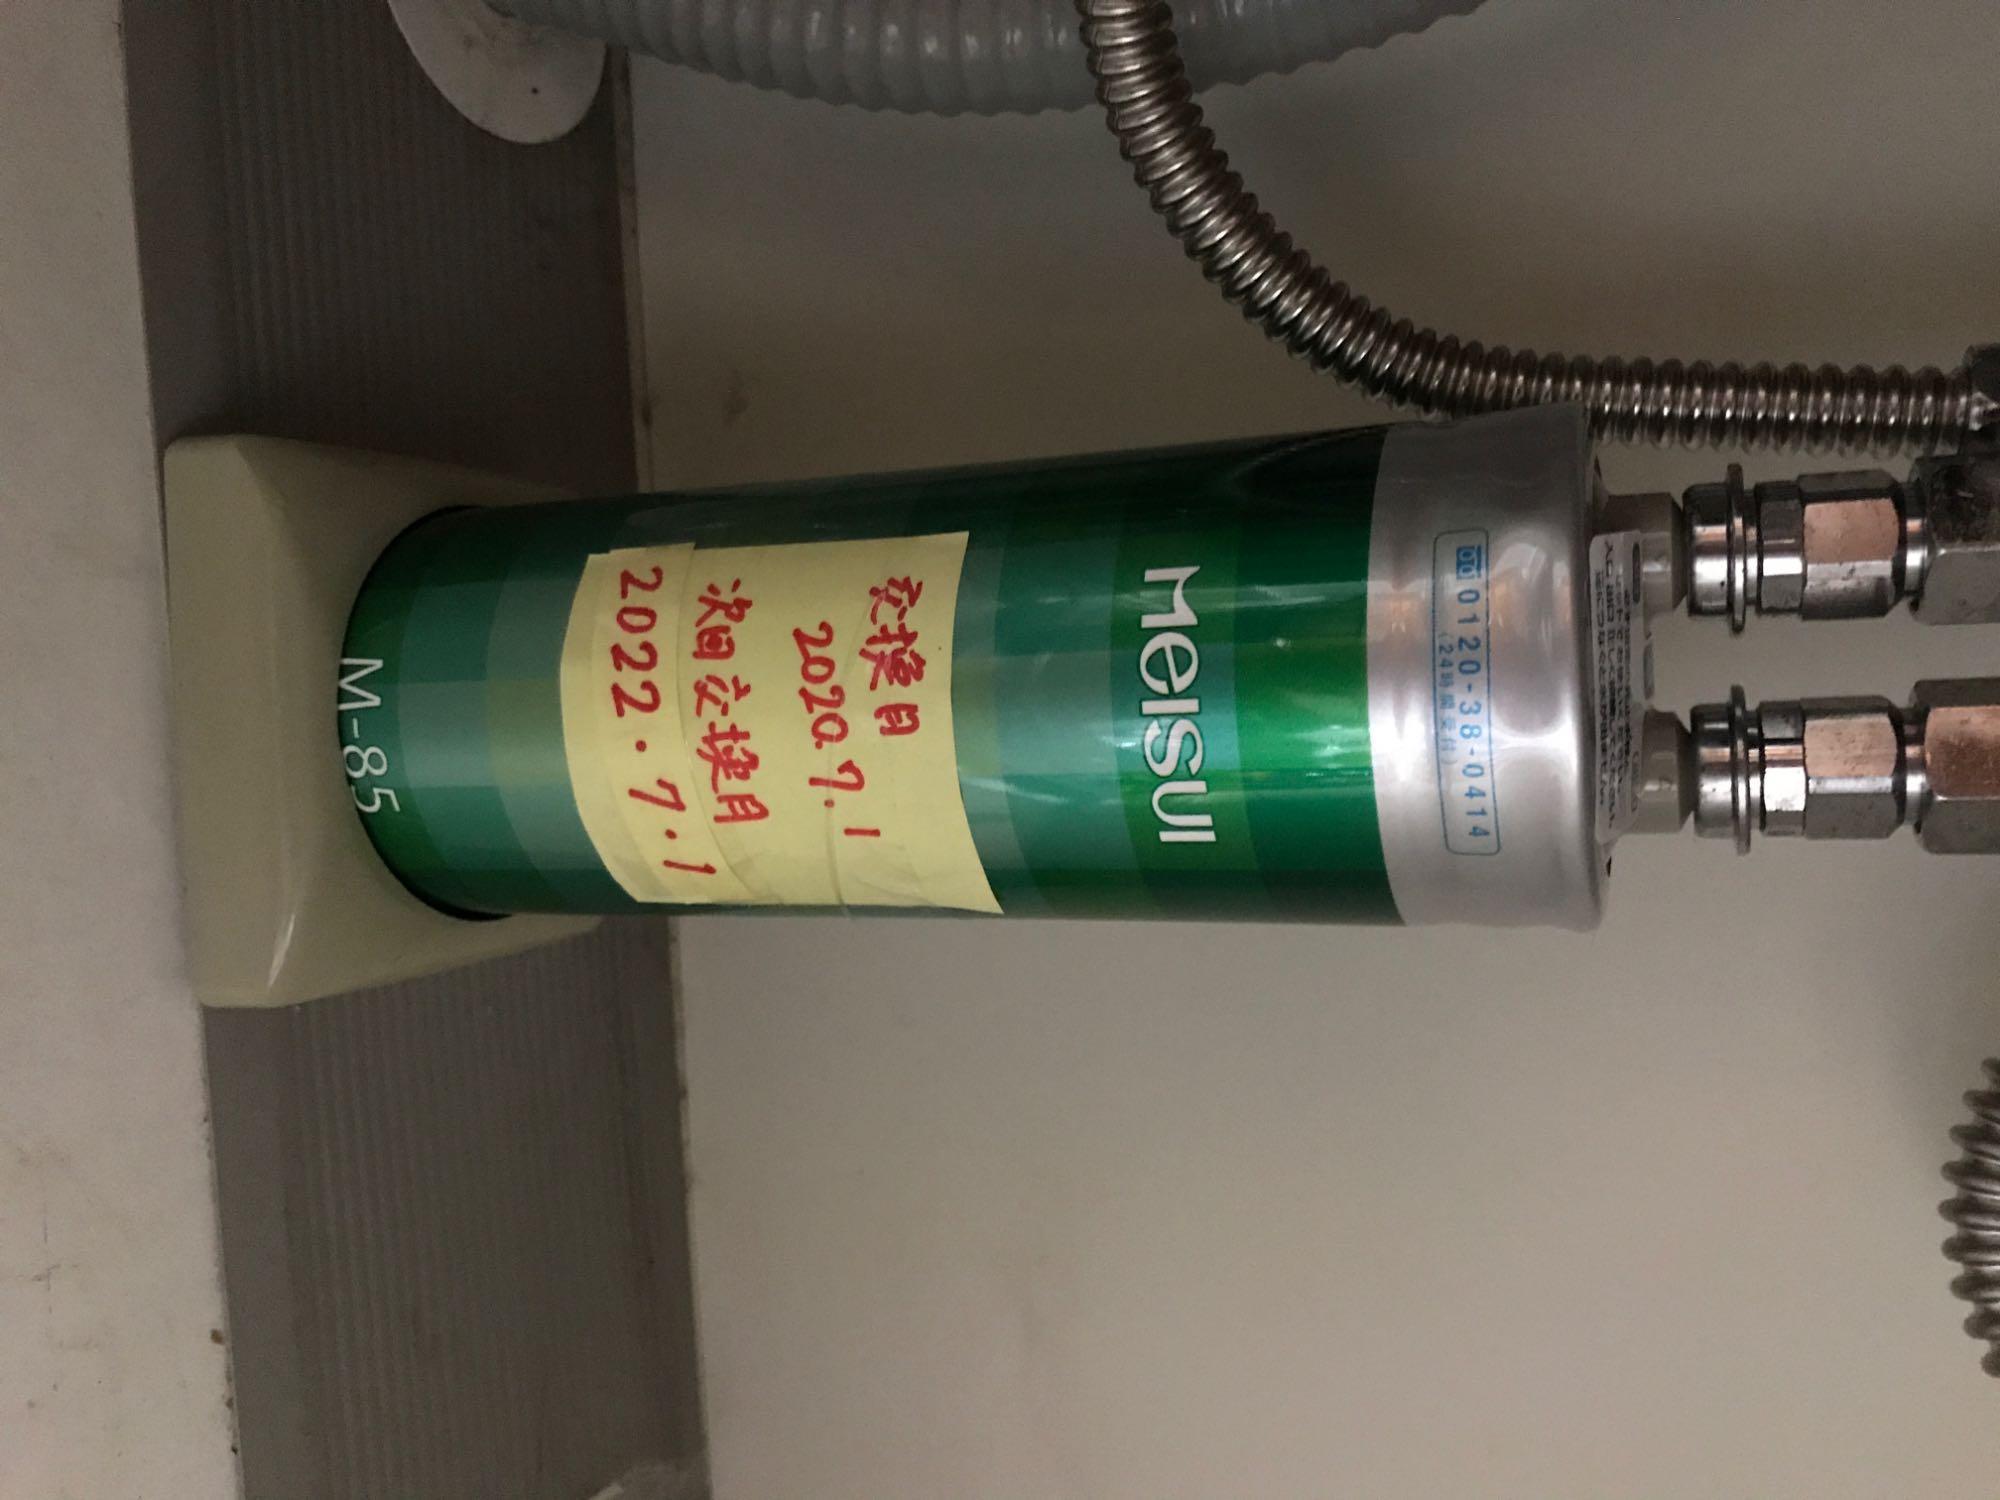 0120-38-0414
(24時間受付)
MEISUI
交換日
2020.7.1
次回交換日
2022.7.1
M-85